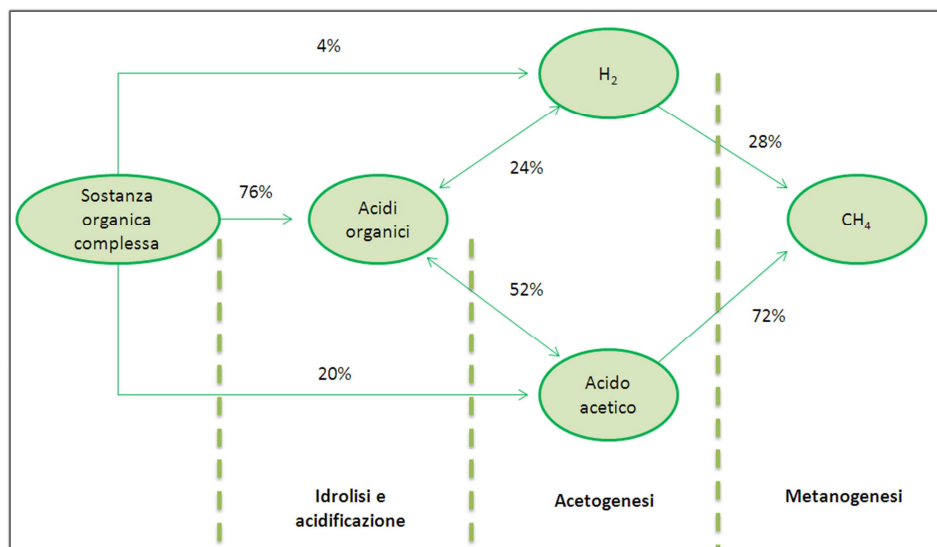 4%
H₂
28%
24%
76%
Sostanza
organica
complessa
Acidi
organici
CH₄
52%
72%
20%
Acido
acetico
Idrolisi e
acidificazione
Acetogenesi
Metanogenesi